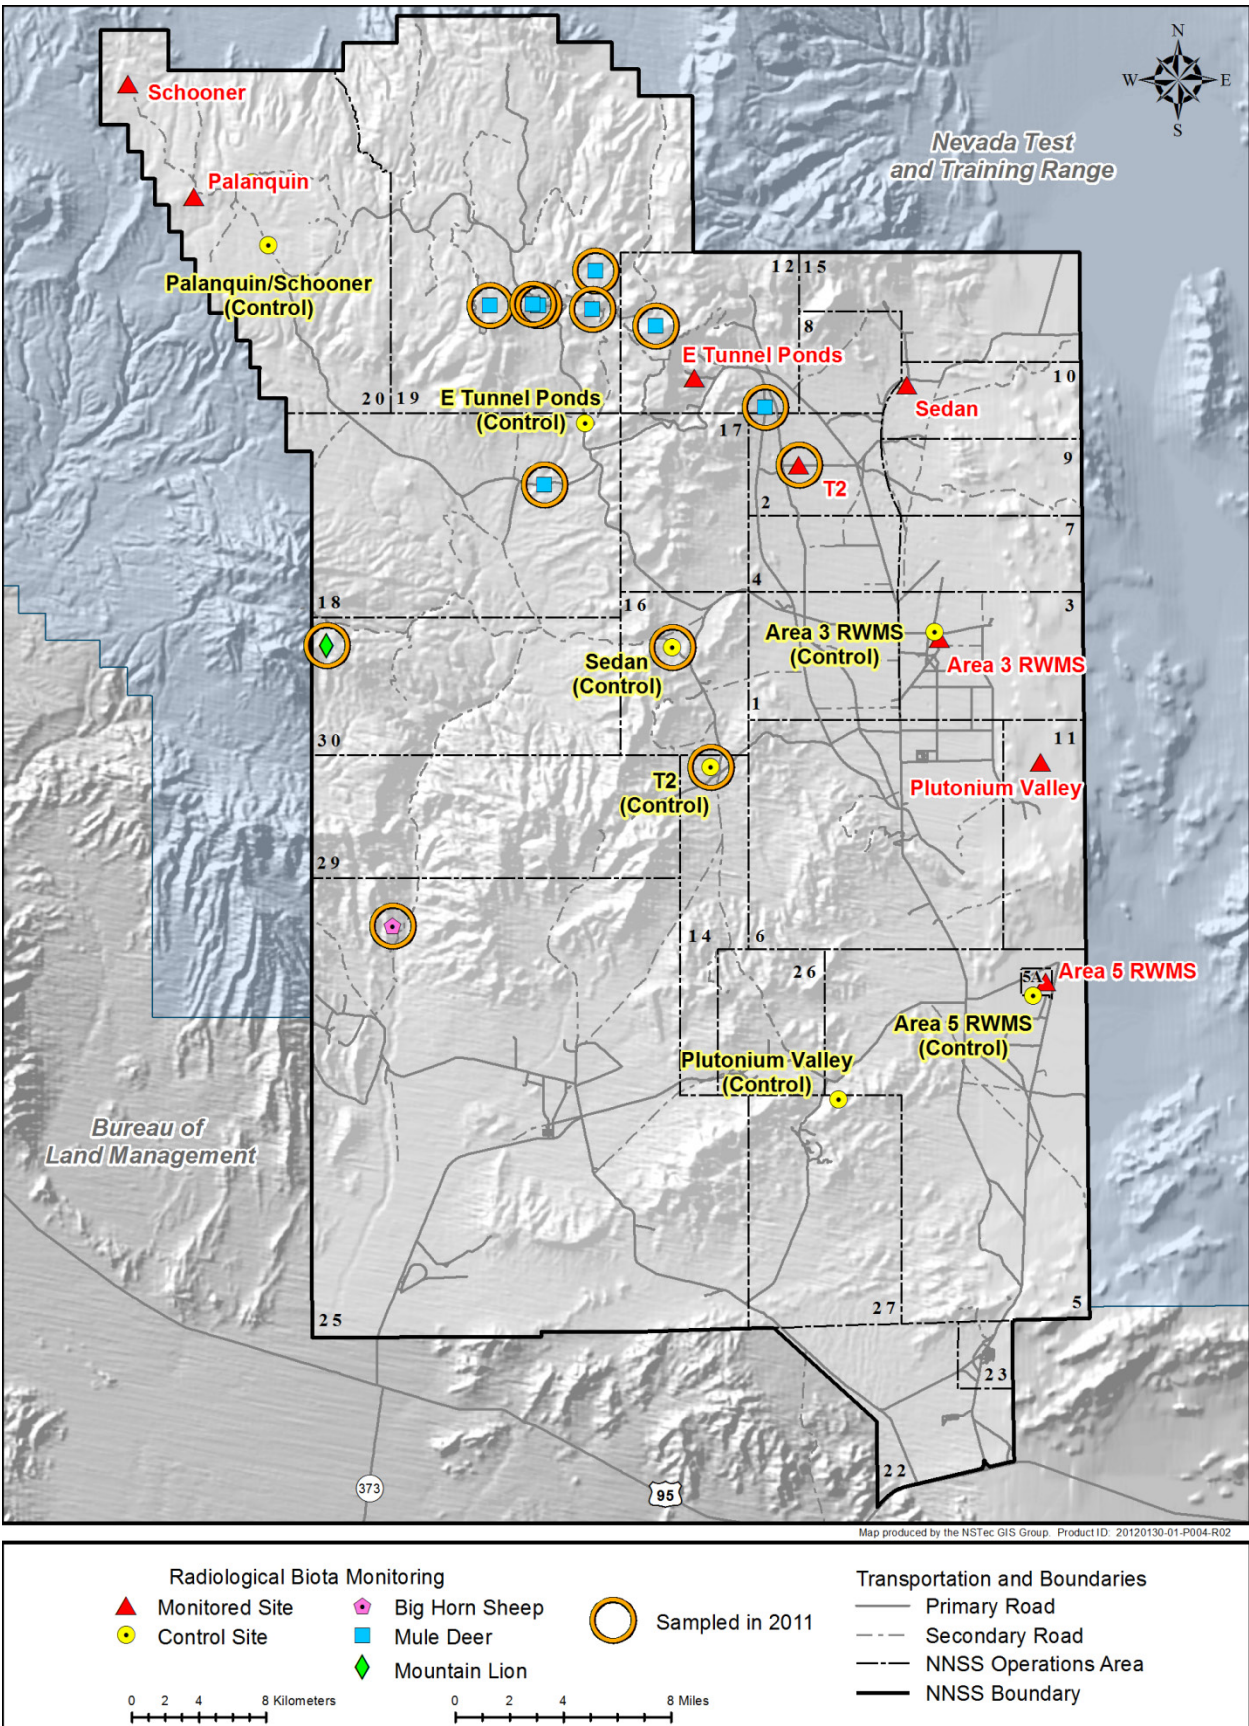 N
W
E
S
Schooner
Nevada Test
and Training Range
Palanquin
Palanquin/Schooner
(Control)
12
15
8
E Tunnel Ponds
10
Sedan
E Tunnel Ponds
(Control)
20
19
17
9
T2
2
7
4
18
16
3
Area 3 RWMS
(Control)
Sedan
(Control)
Area 3 RWMS
1
30
11
T2
(Control)
Plutonium Valley
29
14
6
26
5A
Area 5 RWMS
Area 5 RWMS
(Control)
Plutonium Valley
(Control)
Bureau of
Land Management
25
27
5
23
22
373
95
Map produced by the NSTec GIS Group. Product ID: 20120130-01-P004-R02
Radiological Biota Monitoring
Monitored Site
Control Site
Big Horn Sheep
Mule Deer
Mountain Lion
Sampled in 2011
Transportation and Boundaries
Primary Road
Secondary Road
NNSS Operations Area
NNSS Boundary
0 2 4 8 Kilometers
0 2 4 8 Miles